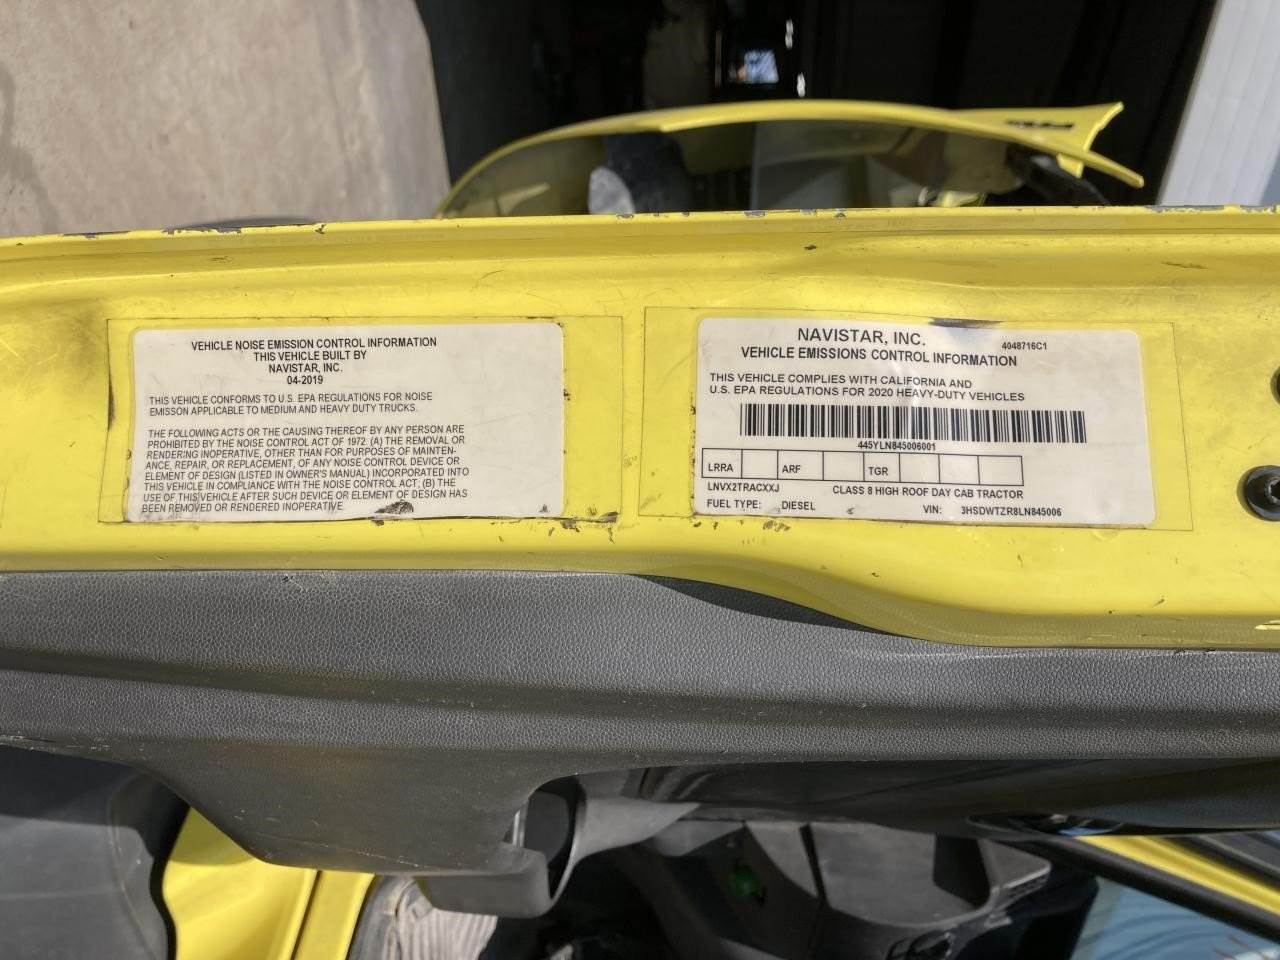 VEHICLE NOISE EMISSION CONTROL INFORMATION
THIS VEHICLE BUILT BY
NAVISTAR, INC.
04-2019
THIS VEHICLE CONFORMS TO U.S. EPA REGULATIONS FOR NOISE
EMISSON APPLICABLE TO MEDIUM AND HEAVY DUTY TRUCKS.
THE FOLLOWING ACTS OR THE CAUSING THEREOF BY ANY PERSON ARE
PROHIBITED BY THE NOISE CONTROL ACT OF 1972. (A) THE REMOVAL OR
RENDERING INOPERATIVE, OTHER THAN FOR PURPOSES OF MAINTEN-
ANCE, REPAIR, OR REPLACEMENT, OF ANY NOISE CONTROL DEVICE OR
ELEMENT OF DESIGN (LISTED IN OWNER'S MANUAL) INCORPORATED INTO
THIS VEHICLE IN COMPLIANCE WITH THE NOISE CONTROL ACT, (B) THE
USE OF THIS VEHICLE AFTER SUCH DEVICE OR ELEMENT OF DESIGN HAS
BEEN REMOVED OR RENDERED INOPERATIVE.
NAVISTAR, INC.
4048716C1
VEHICLE EMISSIONS CONTROL INFORMATION
THIS VEHICLE COMPLIES WITH CALIFORNIA AND
U.S. EPA REGULATIONS FOR 2020 HEAVY-DUTY VEHICLES
445YLN845006001
LRRA ARF TGR
LNVX2TRACXXJ CLASS 8 HIGH ROOF DAY CAB TRACTOR
FUEL TYPE: DIESEL VIN: 3HSDWTZR8LN845006